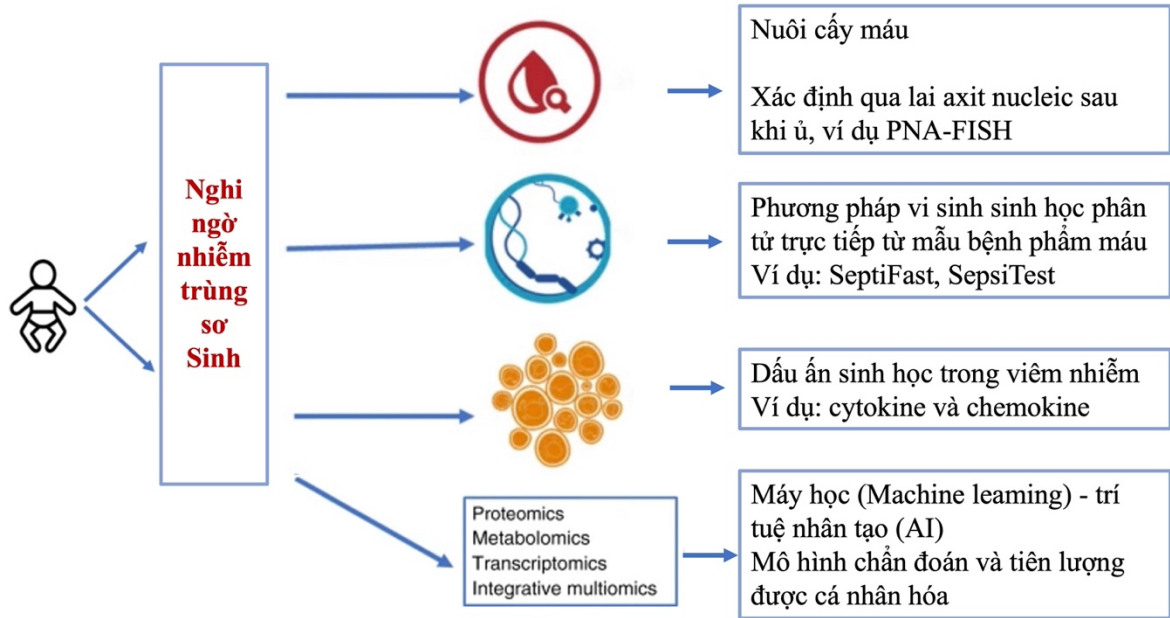 Nghi
ngờ
nhiễm
trùng
sơ
Sinh
Nuôi cấy máu
Xác định qua lai axit nucleic sau
khi ủ, ví dụ PNA-FISH
Phương pháp vi sinh sinh học phân
tử trực tiếp từ mẫu bệnh phẩm máu
Ví dụ: SeptiFast, SepsiTest
Dấu ấn sinh học trong viêm nhiễm
Ví dụ: cytokine và chemokine
Proteomics
Metabolomics
Transcriptomics
Integrative multiomics
Máy học (Machine leaming) - trí
tuệ nhân tạo (AI)
Mô hình chẩn đoán và tiên lượng
được cá nhân hóa